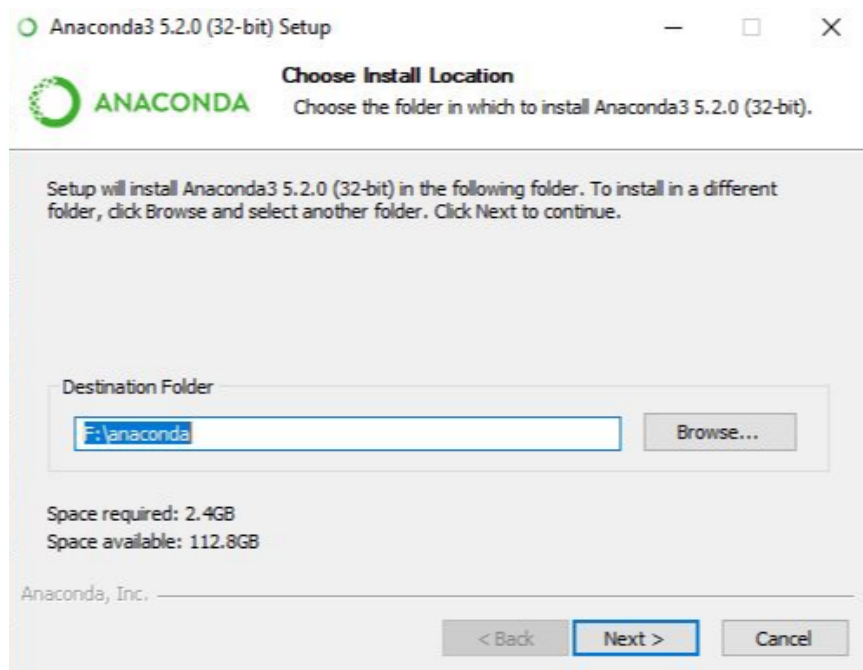 Anaconda3 5.2.0 (32-bit) Setup
ANACONDA
Choose Install Location
Choose the folder in which to install Anaconda3 5.2.0 (32-bit).
Setup will install Anaconda3 5.2.0 (32-bit) in the following folder. To install in a different
folder, click Browse and select another folder. Click Next to continue.
Destination Folder
F:\anaconda
Browse...
Space required: 2.4GB
Space available: 112.8GB
Anaconda, Inc.
< Back
Next >
Cancel